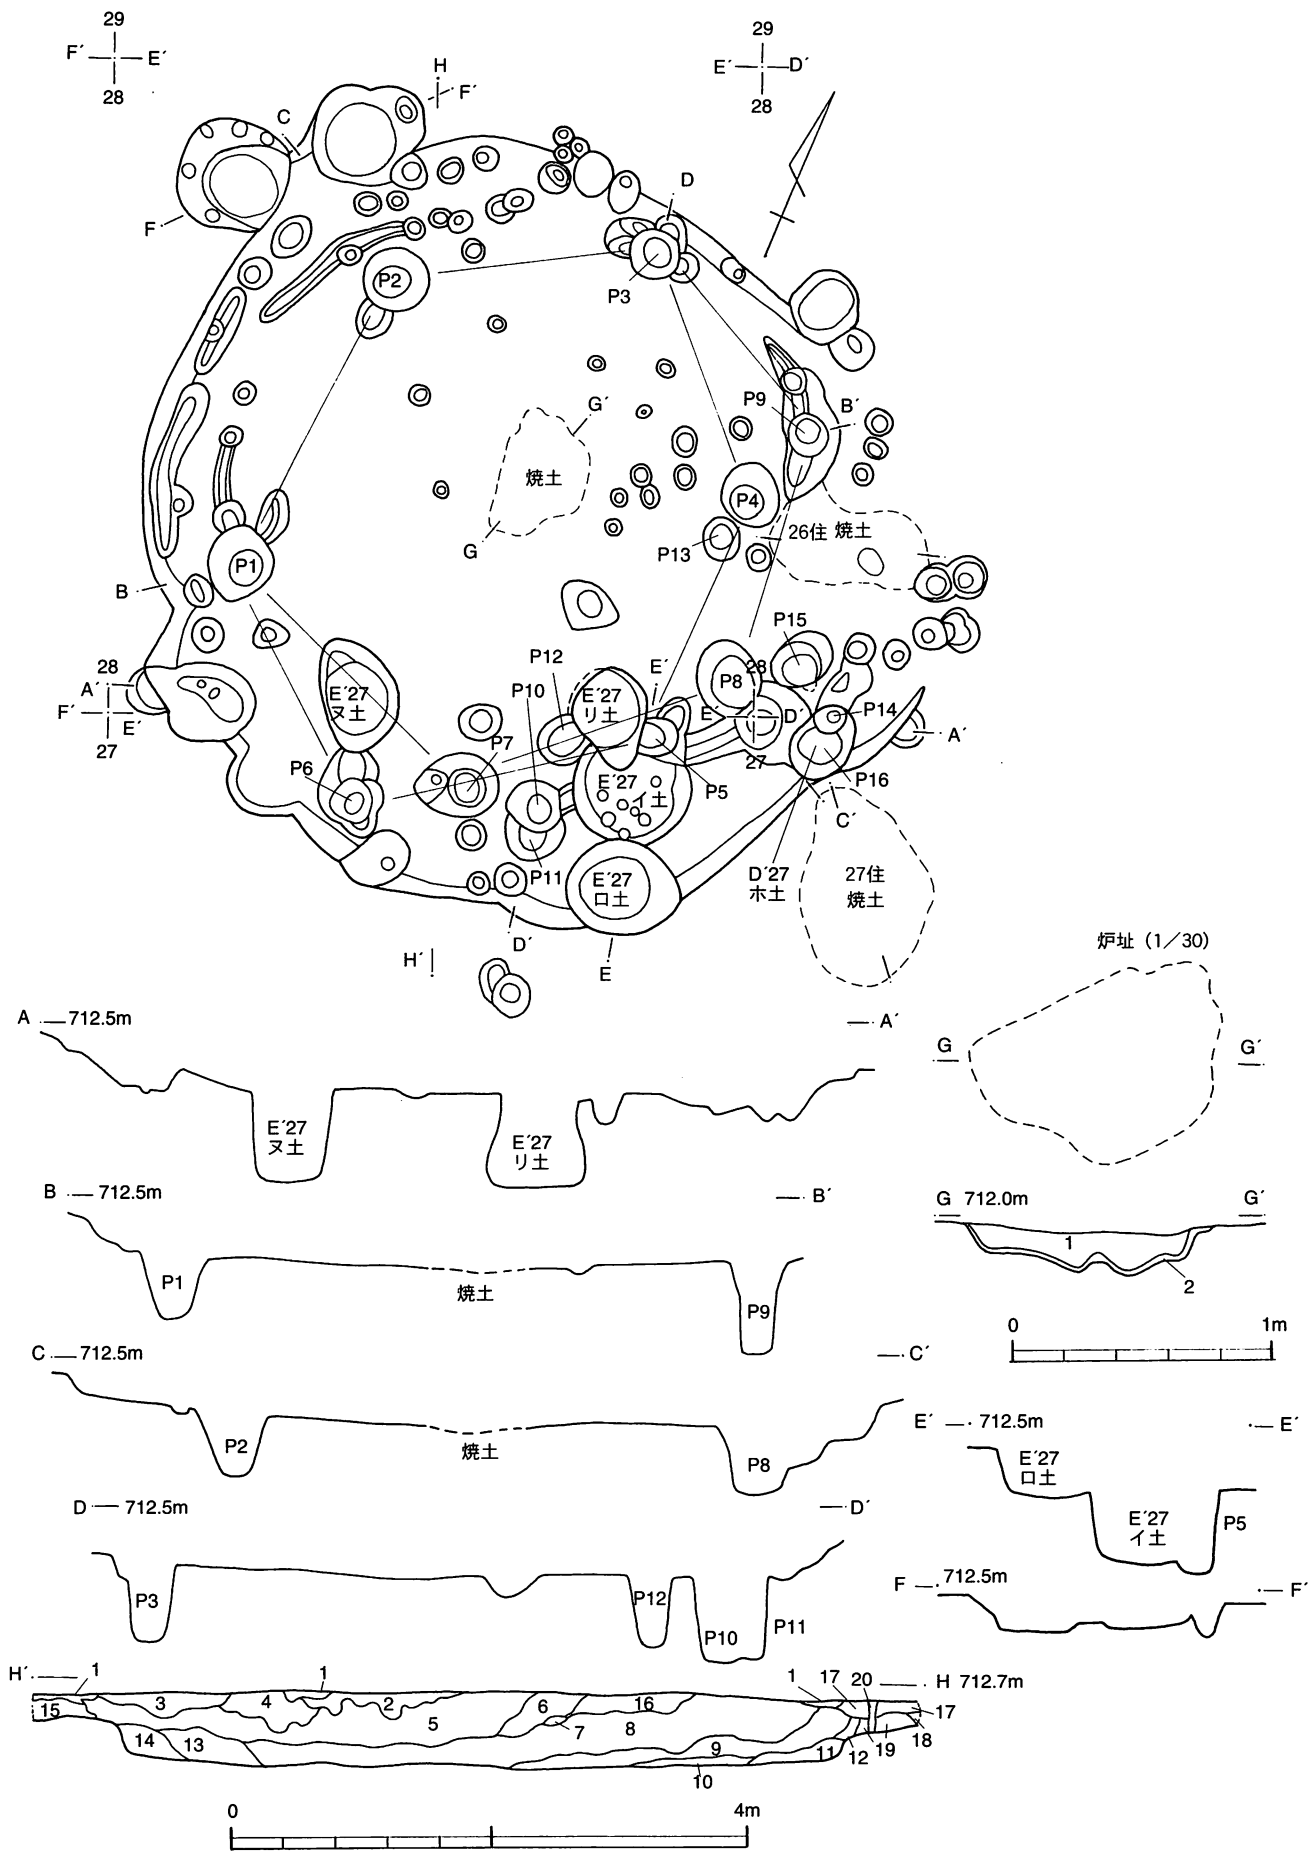 29
F´ E´
28
29
E´ D´
28
H
F´
C
D
F
P2
P3
P9
B´
G´
焼土
P4
26住 焼土
G
P13
P1
B
P15
P12
E´
28
A´
F´ E´
27
E´27
ヌ土
P10
E´27
リ土
P8
28
E´ D´
27
P14
A´
P7
P6
E´27
イ土
P5
P16
C´
P11
E´27
ロ土
D´27
ホ土
27住
焼土
D´
H´
E
炉址（1／30）
A 712.5m A´
G G´
E´27
ヌ土
E´27
リ土
B 712.5m B´
G 712.0m G´
1
2
P1
焼土
P9
0 1m
C 712.5m C´
P2
焼土
P8
E´ 712.5m E´
E´27
ロ土
E´27
イ土
P5
D 712.5m D´
P3
P12
P10
P11
F 712.5m F´
H´ 1 1 1 17 20 H 712.7m
15 3 4 2 6 16 17
5 7 8 18
14 13 9 11 12 19
10
0 4m